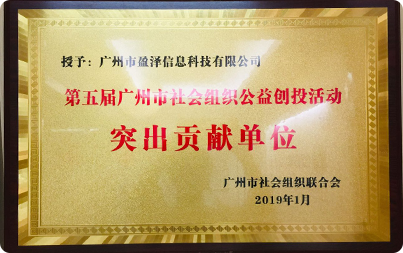 授予：广州市盈泽信息科技有限公司
第五届广州市社会组织公益创投活动
突出贡献单位
广州市社会组织联合会
2019年1月